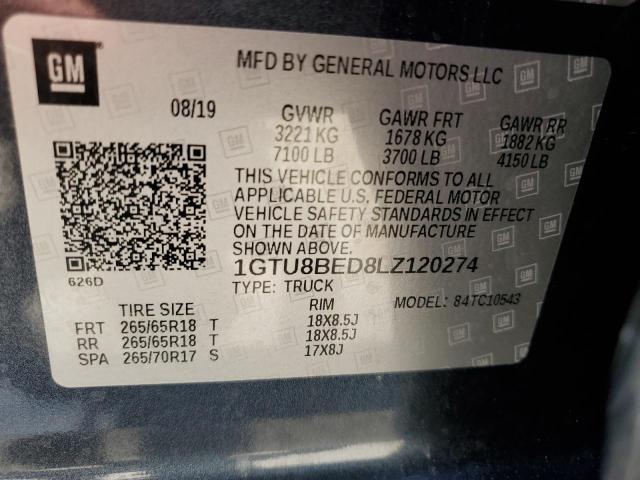 GM
MFD BY GENERAL MOTORS LLC
08/19 GVWR GAWR FRT GAWR RR
3221 KG 1678 KG 1882 KG
7100 LB 3700 LB 4150 LB
THIS VEHICLE CONFORMS TO ALL
APPLICABLE U.S. FEDERAL MOTOR
VEHICLE SAFETY STANDARDS IN EFFECT
ON THE DATE OF MANUFACTURE
SHOWN ABOVE.
1GTU8BED8LZ120274
626D
TYPE: TRUCK MODEL: 84TC10543
TIRE SIZE RIM
FRT 265/65R18 T 18X8.5J
RR 265/65R18 T 18X8.5J
SPA 265/70R17 S 17X8J